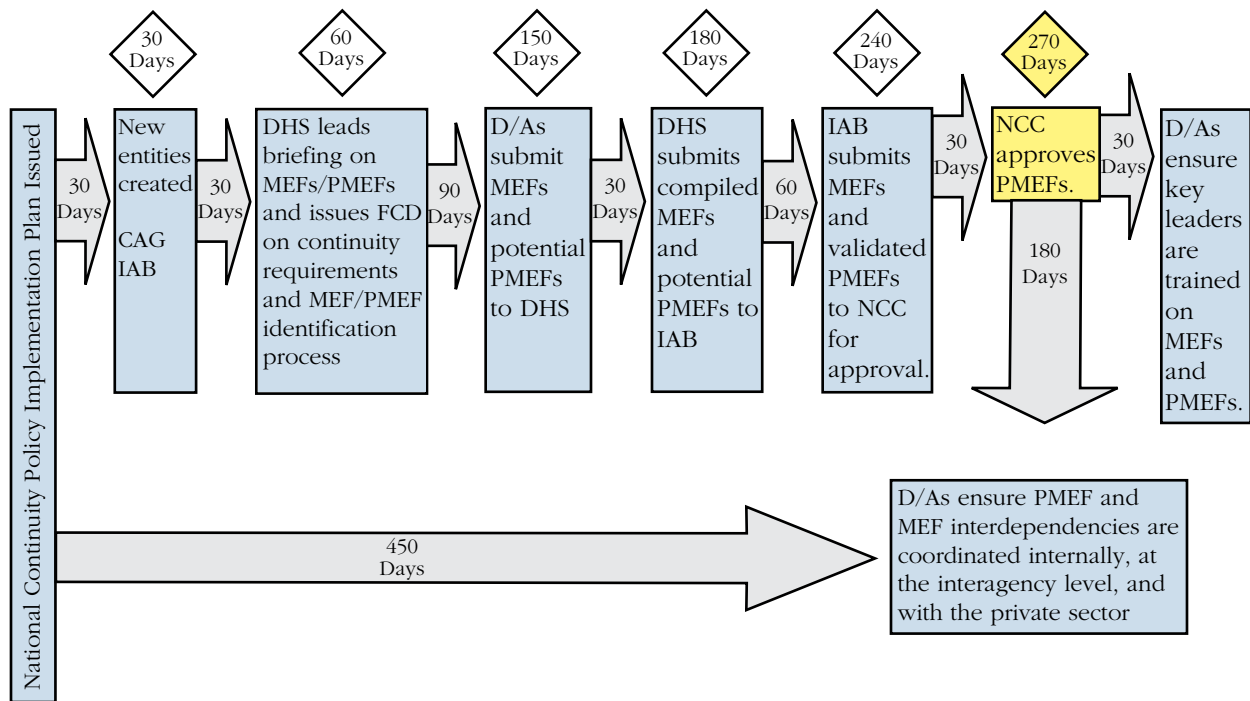 30
Days
60
Days
150
Days
180
Days
240
Days
270
Days
National Continuity Policy Implementation Plan Issued
30
Days
New
entities
created
CAG
IAB
30
Days
DHS leads
briefing on
MEFs/PMEFs
and issues FCD
on continuity
requirements
and MEF/PMEF
identification
process
90
Days
D/As
submit
MEFs
and
potential
PMEFs
to DHS
30
Days
DHS
submits
compiled
MEFs
and
potential
PMEFs to
IAB
60
Days
IAB
submits
MEFs
and
validated
PMEFs
to NCC
for
approval.
30
Days
NCC
approves
PMEFs.
30
Days
D/As
ensure
key
leaders
are
trained
on
MEFs
and
PMEFs.
180
Days
450
Days
D/As ensure PMEF and
MEF interdependencies are
coordinated internally, at
the interagency level, and
with the private sector